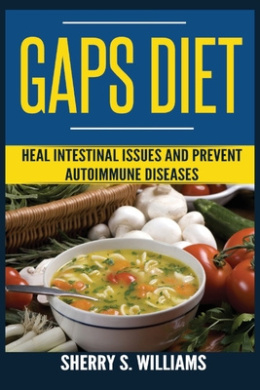 GAPS DIET
HEAL INTESTINAL ISSUES AND PREVENT
AUTOIMMUNE DISEASES
SHERRY S. WILLIAMS